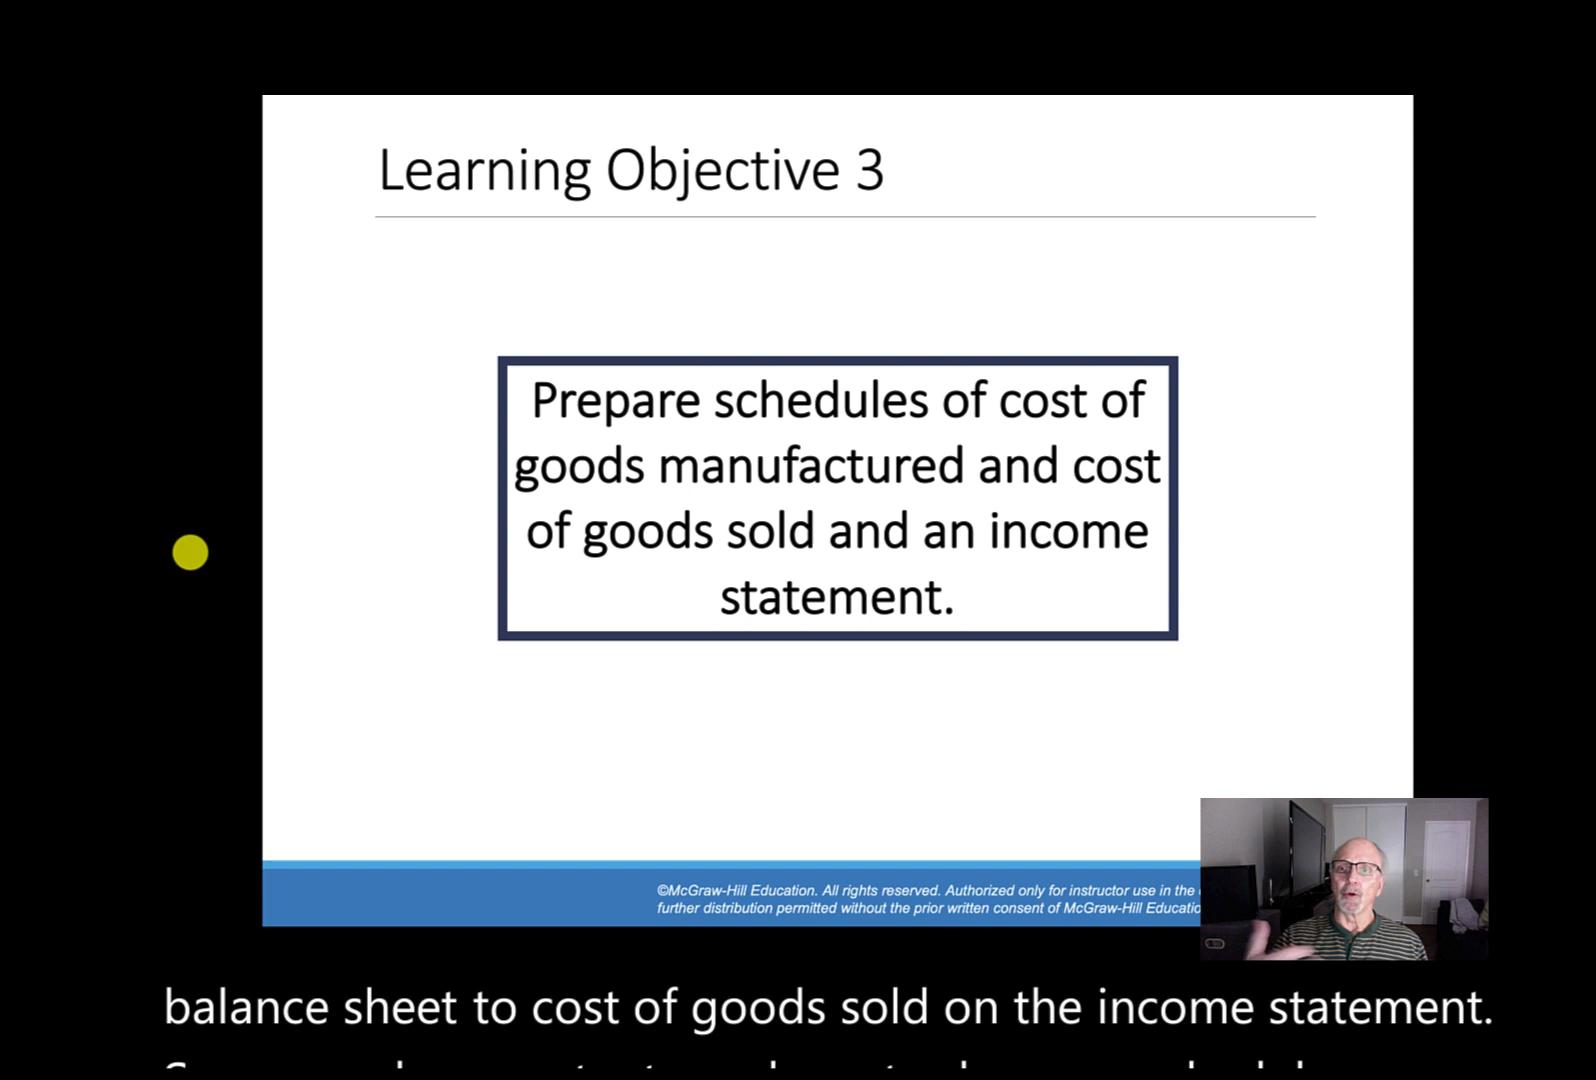 Learning Objective 3
Prepare schedules of cost of
goods manufactured and cost
of goods sold and an income
statement.
©McGraw-Hill Education. All rights reserved. Authorized only for instructor use in the
further distribution permitted without the prior written consent of McGraw-Hill
balance sheet to cost of goods sold on the income statement.